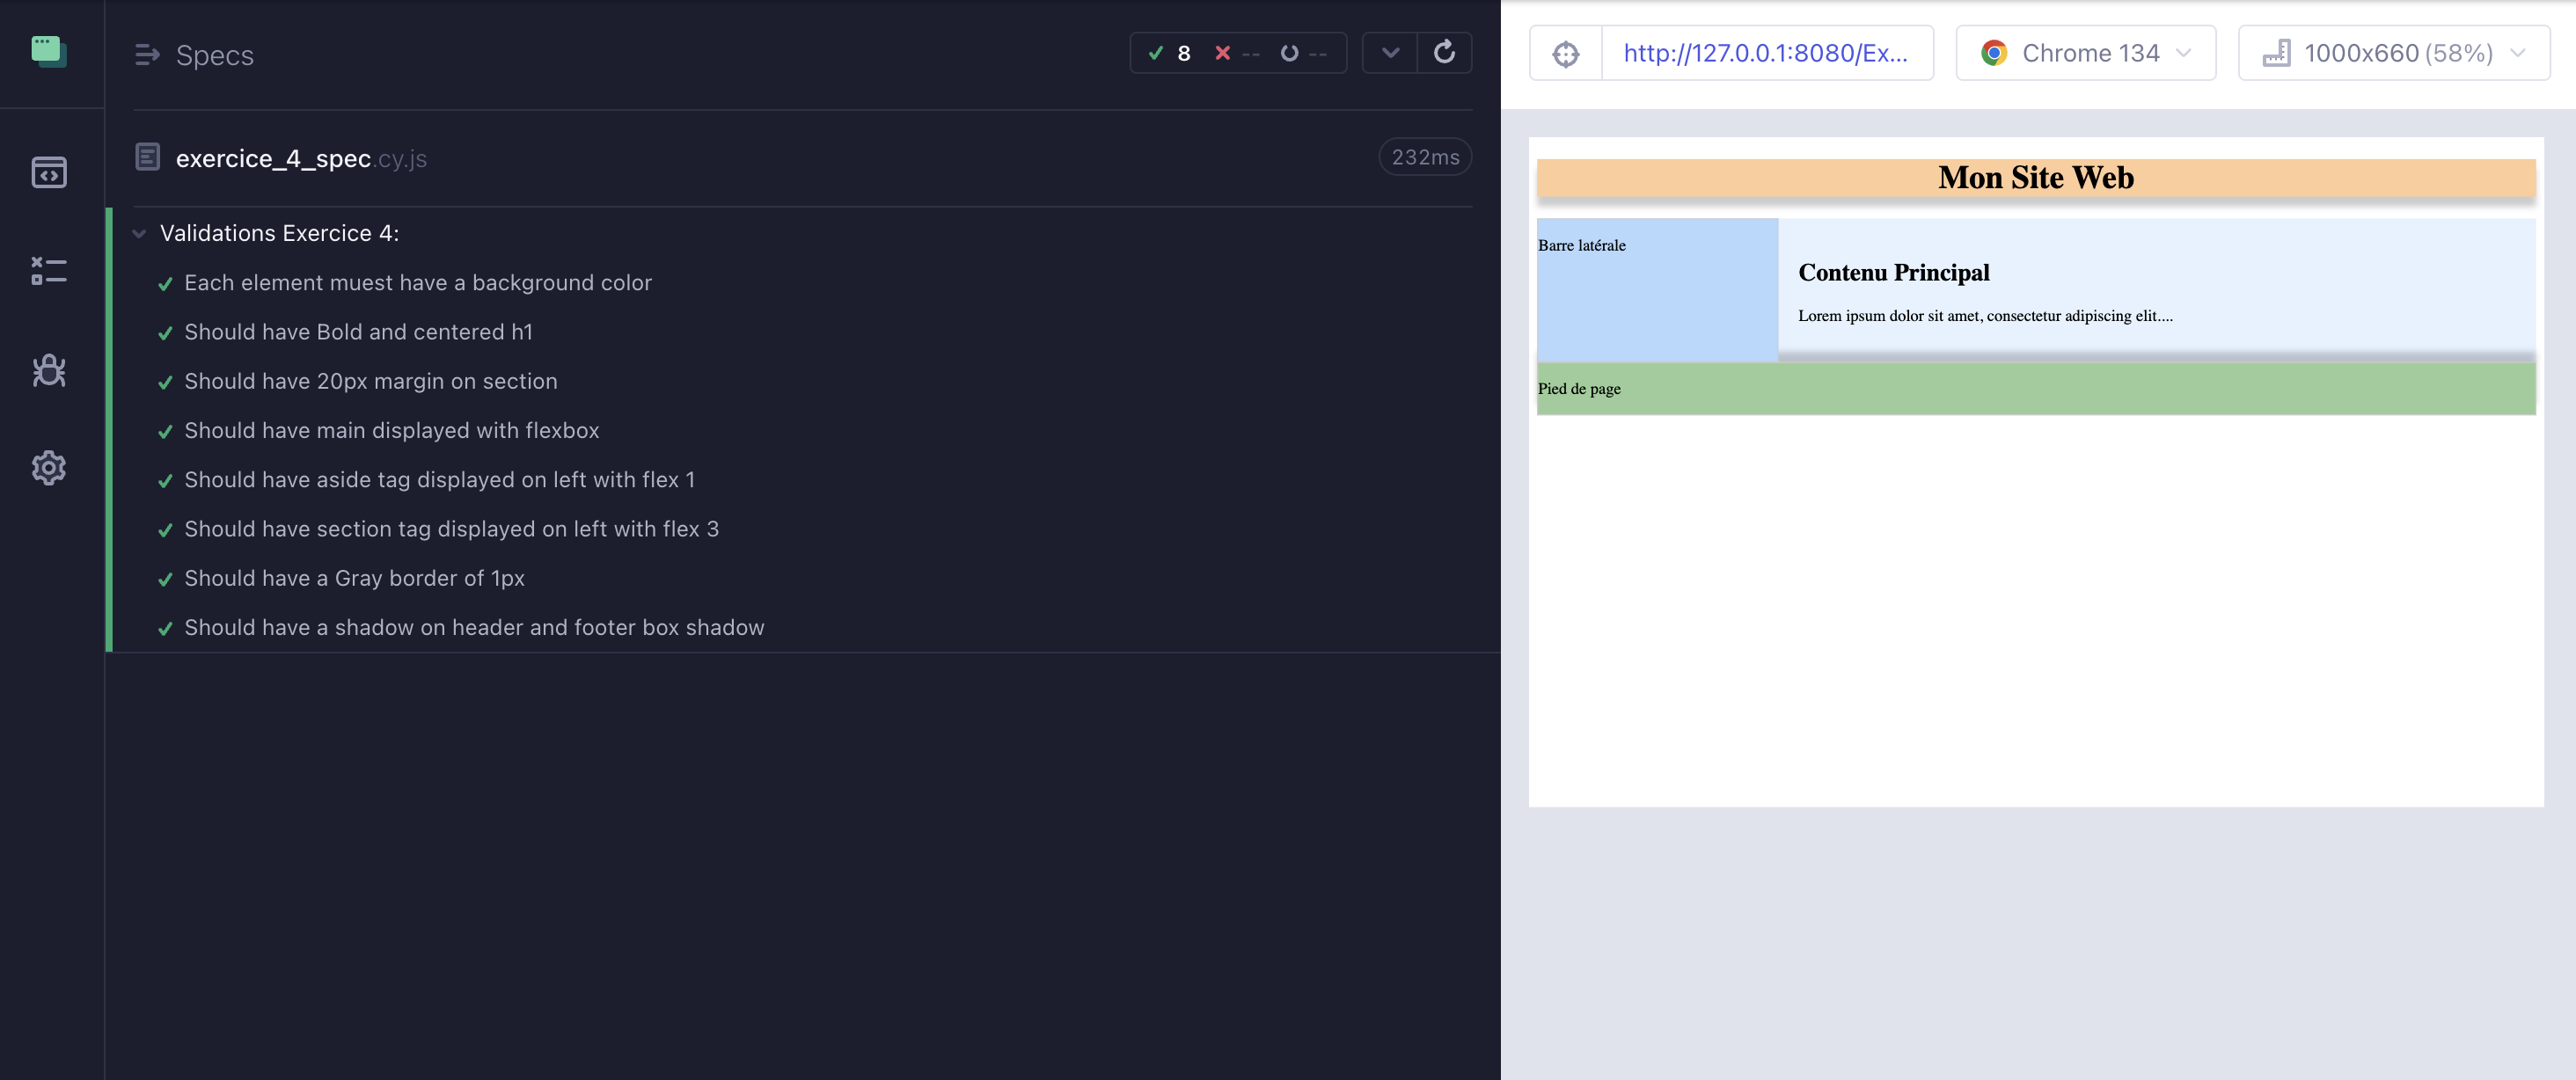 Specs
8 -- --
exercice_4_spec.cy.js
232ms
Validations Exercice 4:
Each element muest have a background color
Should have Bold and centered h1
Should have 20px margin on section
Should have main displayed with flexbox
Should have aside tag displayed on left with flex 1
Should have section tag displayed on left with flex 3
Should have a Gray border of 1px
Should have a shadow on header and footer box shadow
http://127.0.0.1:8080/Ex...
Chrome 134
1000x660 (58%)
Mon Site Web
Barre latérale
Contenu Principal
Lorem ipsum dolor sit amet, consectetur adipiscing elit....
Pied de page